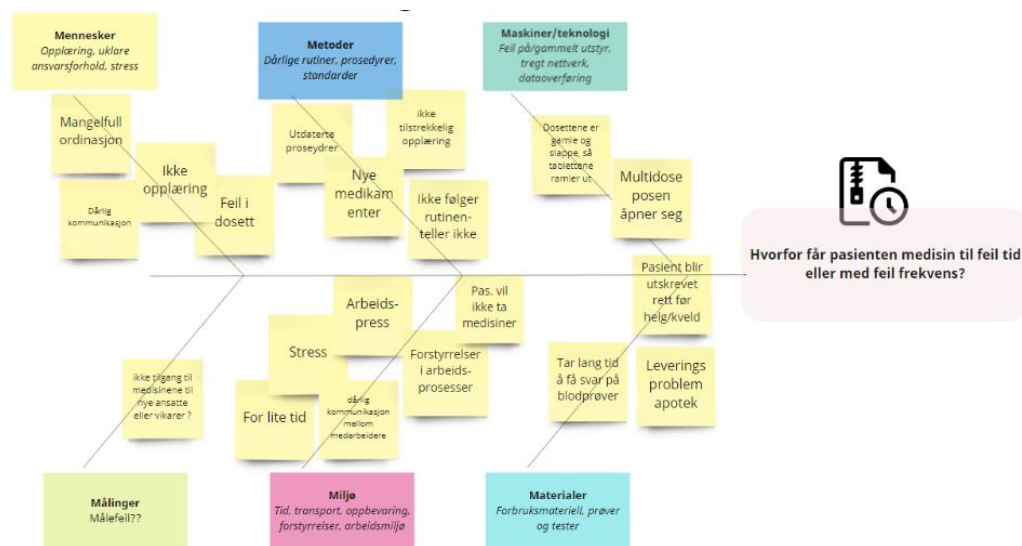 Mennesker
Opplæring, uklare
ansvarsforhold, stress
Metoder
Dårlige rutiner, prosedyrer,
standarder
Maskiner/teknologi
Feil på/gammelt utstyr,
tregt nettverk,
dataoverføring
Mangelfull
ordinasjon
Dårlig
kommunikasjon
Ikke
opplæring
Feil i
dosett
Utdaterte
proseydrer
Nye
medikam
enter
ikke
tilstrekkelig
opplæring
Ikke følger
rutinen-
teller ikke
Dosettene er
gamle og
slappe, så
tablettene
ramler ut
Multidose
posen
åpner seg
Hvorfor får pasienten medisin til feil tid
eller med feil frekvens?
ikke tilgang til
medisinene til
nye ansatte
eller vikarer ?
For lite tid
Stress
Arbeids-
press
dårlig
kommunikasjon
mellom
medarbeidere
Forstyrrelser
i arbeids-
prosesser
Pas. vil
ikke ta
medisiner
Tar lang tid
å få svar på
blodprøver
Pasient blir
utskrevet
rett før
helg/kveld
Leverings
problem
apotek
Målinger
Målefeil??
Miljø
Tid, transport, oppbevaring,
forstyrrelser, arbeidsmiljø
Materialer
Forbruksmateriell, prøver
og tester